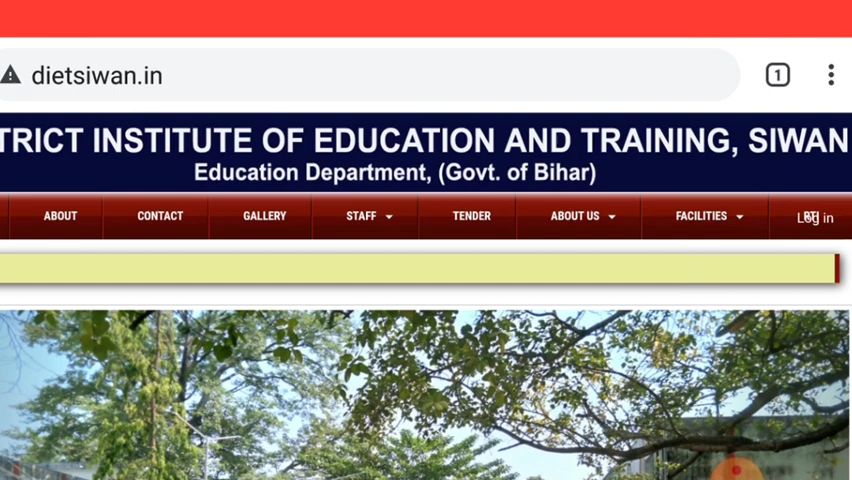 dietsiwan.in
1
TRICT INSTITUTE OF EDUCATION AND TRAINING, SIWAN
Education Department, (Govt. of Bihar)
ABOUT CONTACT GALLERY STAFF TENDER ABOUT US FACILITIES Log in